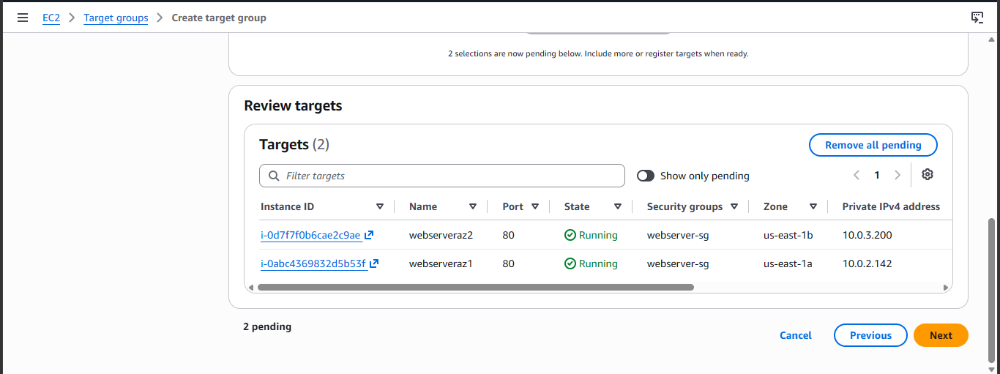 EC2 > Target groups > Create target group
2 selections are now pending below. Include more or register targets when ready.
Review targets
Targets (2)
Remove all pending
Filter targets
Show only pending
1
Instance ID Name Port State Security groups Zone Private IPv4 address
i-0d7f7f0b6cae2c9ae webserveraz2 80 Running webserver-sg us-east-1b 10.0.3.200
i-0abc4369832d5b53f webserveraz1 80 Running webserver-sg us-east-1a 10.0.2.142
2 pending
Cancel Previous Next